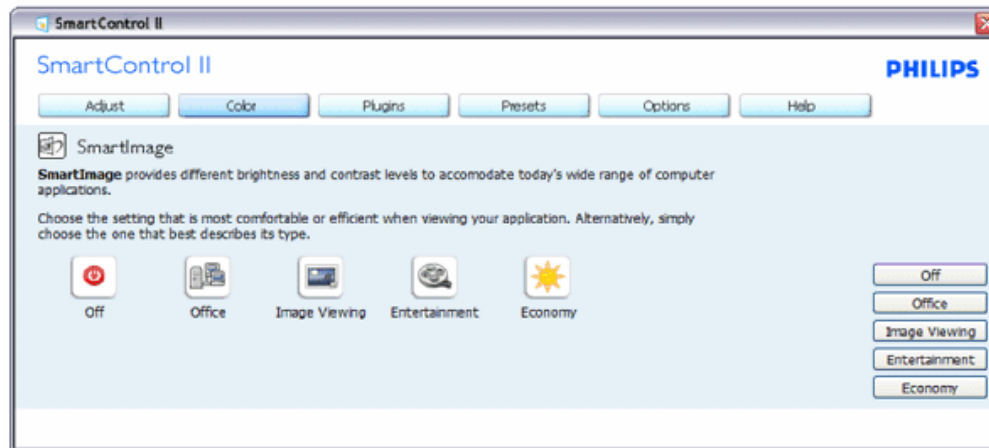 SmartControl II
SmartControl II
PHILIPS
Adjust Color Plugins Presets Options Help
SmartImage
SmartImage provides different brightness and contrast levels to accomodate today's wide range of computer
applications.
Choose the setting that is most comfortable or efficient when viewing your application. Alternatively, simply
choose the one that best describes its type.
Off Office Image Viewing Entertainment Economy
Off
Office
Image Viewing
Entertainment
Economy